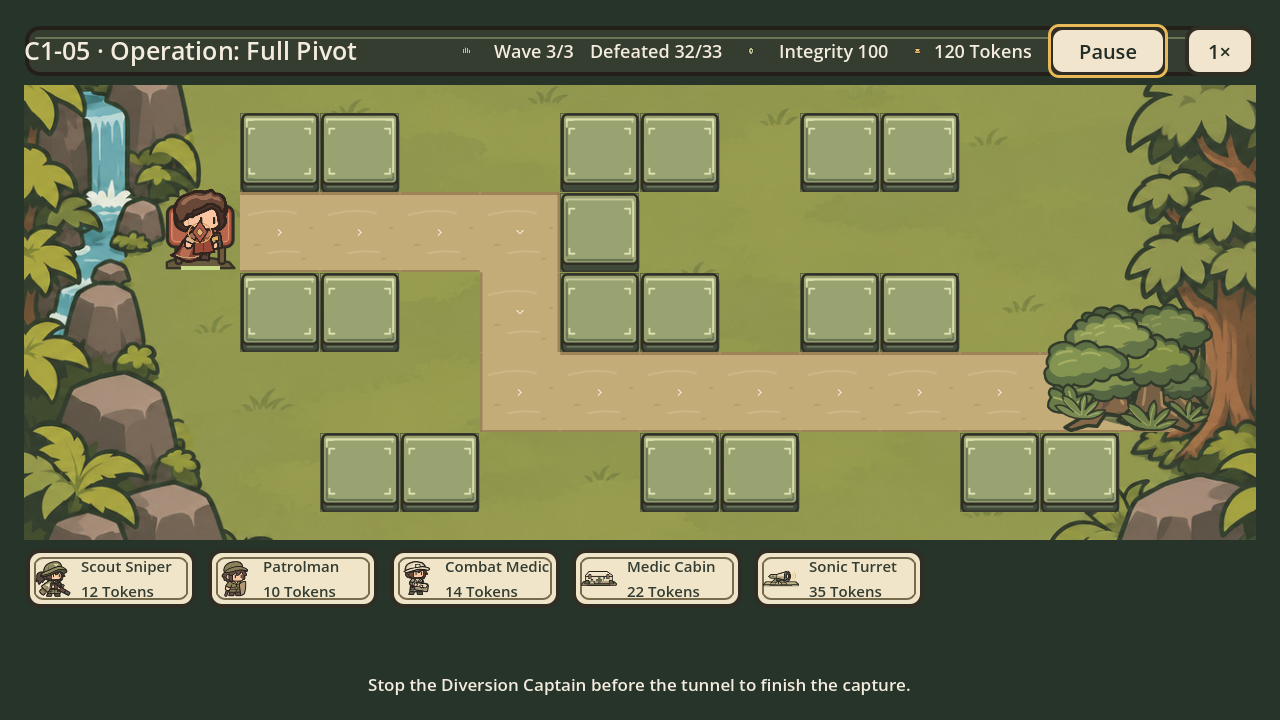 C1-05 · Operation: Full Pivot
Wave 3/3 Defeated 32/33 Integrity 100 120 Tokens Pause 1×
Scout Sniper
12 Tokens
Patrolman
10 Tokens
Combat Medic
14 Tokens
Medic Cabin
22 Tokens
Sonic Turret
35 Tokens
Stop the Diversion Captain before the tunnel to finish the capture.